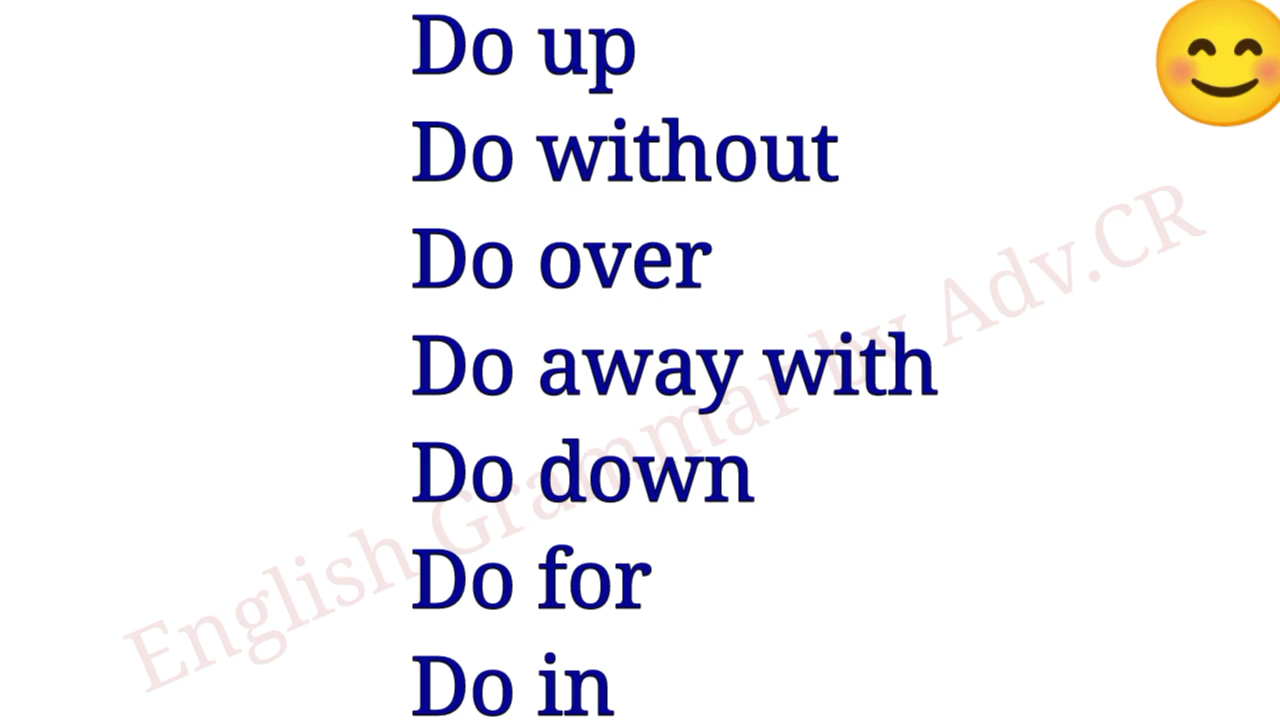 Do up
Do without
Do over
Do away with
Do down
Do for
Do in
English Grammar by Adv.CR